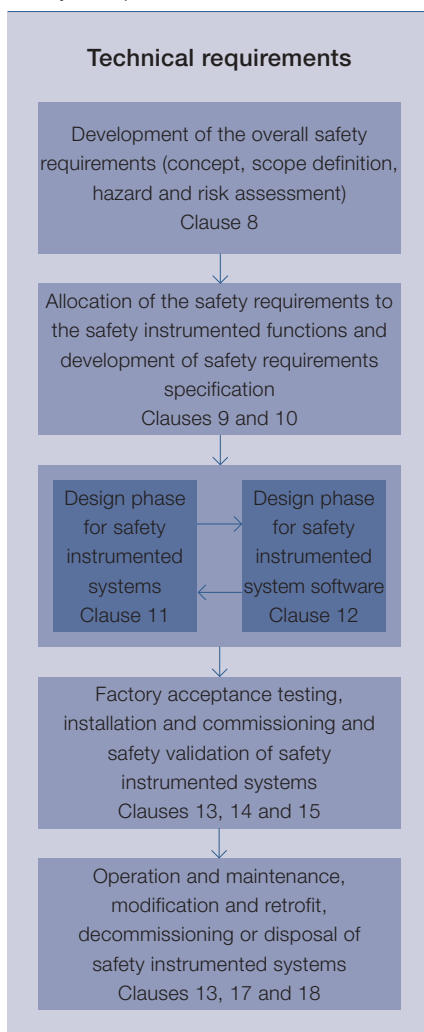 Technical requirements
Development of the overall safety
requirements (concept, scope definition,
hazard and risk assessment)
Clause 8
Allocation of the safety requirements to
the safety instrumented functions and
development of safety requirements
specification
Clauses 9 and 10
Design phase
for safety
instrumented
systems
Clause 11
Design phase
for safety
instrumented
system software
Clause 12
Factory acceptance testing,
installation and commissioning and
safety validation of safety
instrumented systems
Clauses 13, 14 and 15
Operation and maintenance,
modification and retrofit,
decommissioning or disposal of
safety instrumented systems
Clauses 13, 17 and 18